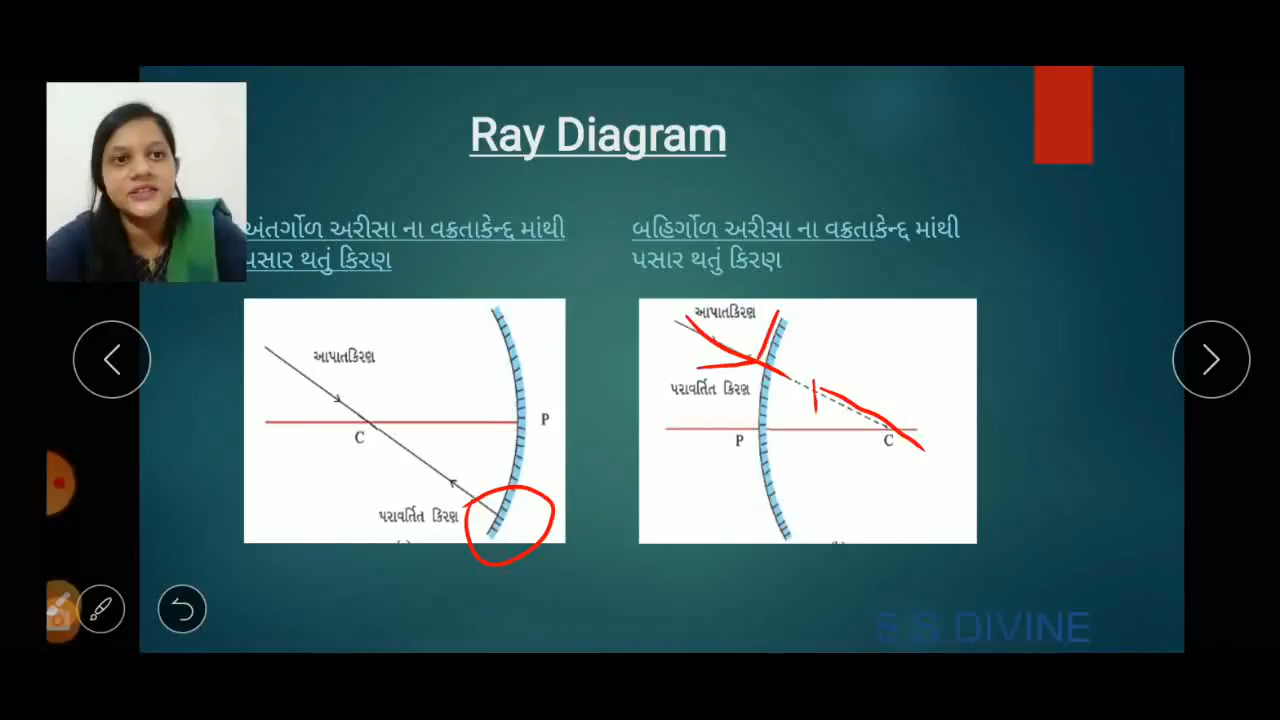 Ray Diagram
અંતર્ગોળ અરીસા ના વક્રતાકેન્દ્ર માંથી
પસાર થતું કિરણ
બહિર્ગોળ અરીસા ના વક્રતાકેન્દ્ર માંથી
પસાર થતું કિરણ
આપાતકિરણ
C
P
પરાવર્તિત કિરણ
આપાતકિરણ
પરાવર્તિત કિરણ
P
C
S.S.DIVINE